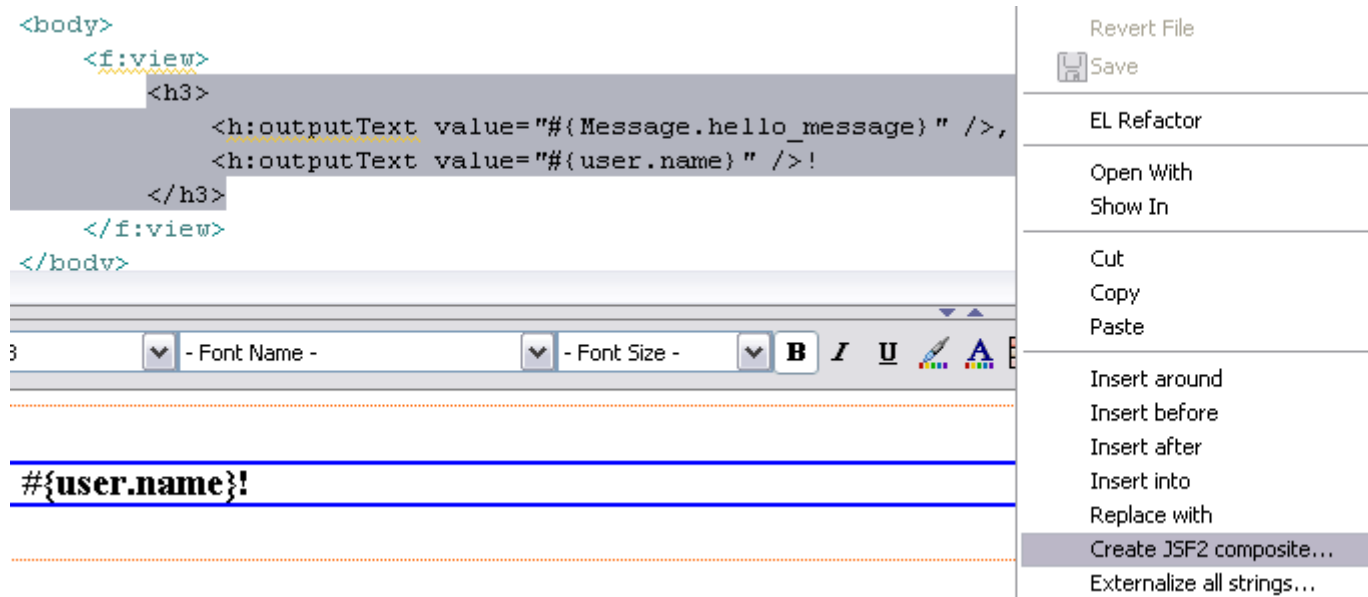 <body>
<f:view>
<h3>
<h:outputText value="#{Message.hello_message}" />,
<h:outputText value="#{user.name}" />!
</h3>
</f:view>
</body>
3
- Font Name -
- Font Size -
B I U A
#{user.name}!
Revert File
Save
EL Refactor
Open With
Show In
Cut
Copy
Paste
Insert around
Insert before
Insert after
Insert into
Replace with
Create JSF2 composite...
Externalize all strings...